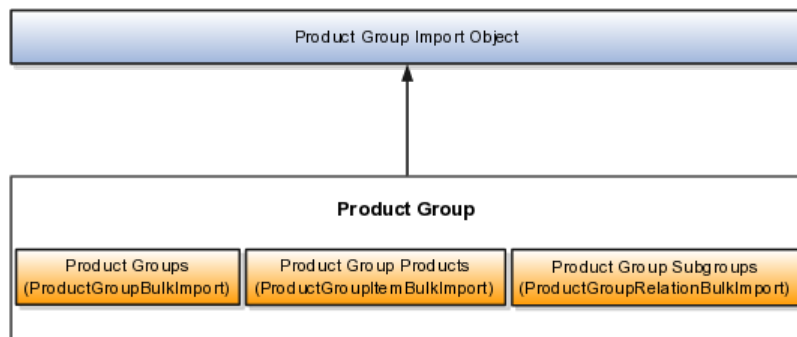 Product Group Import Object
Product Group
Product Groups
(ProductGroupBulkImport)
Product Group Products
(ProductGroupItemBulkImport)
Product Group Subgroups
(ProductGroupRelationBulkImport)